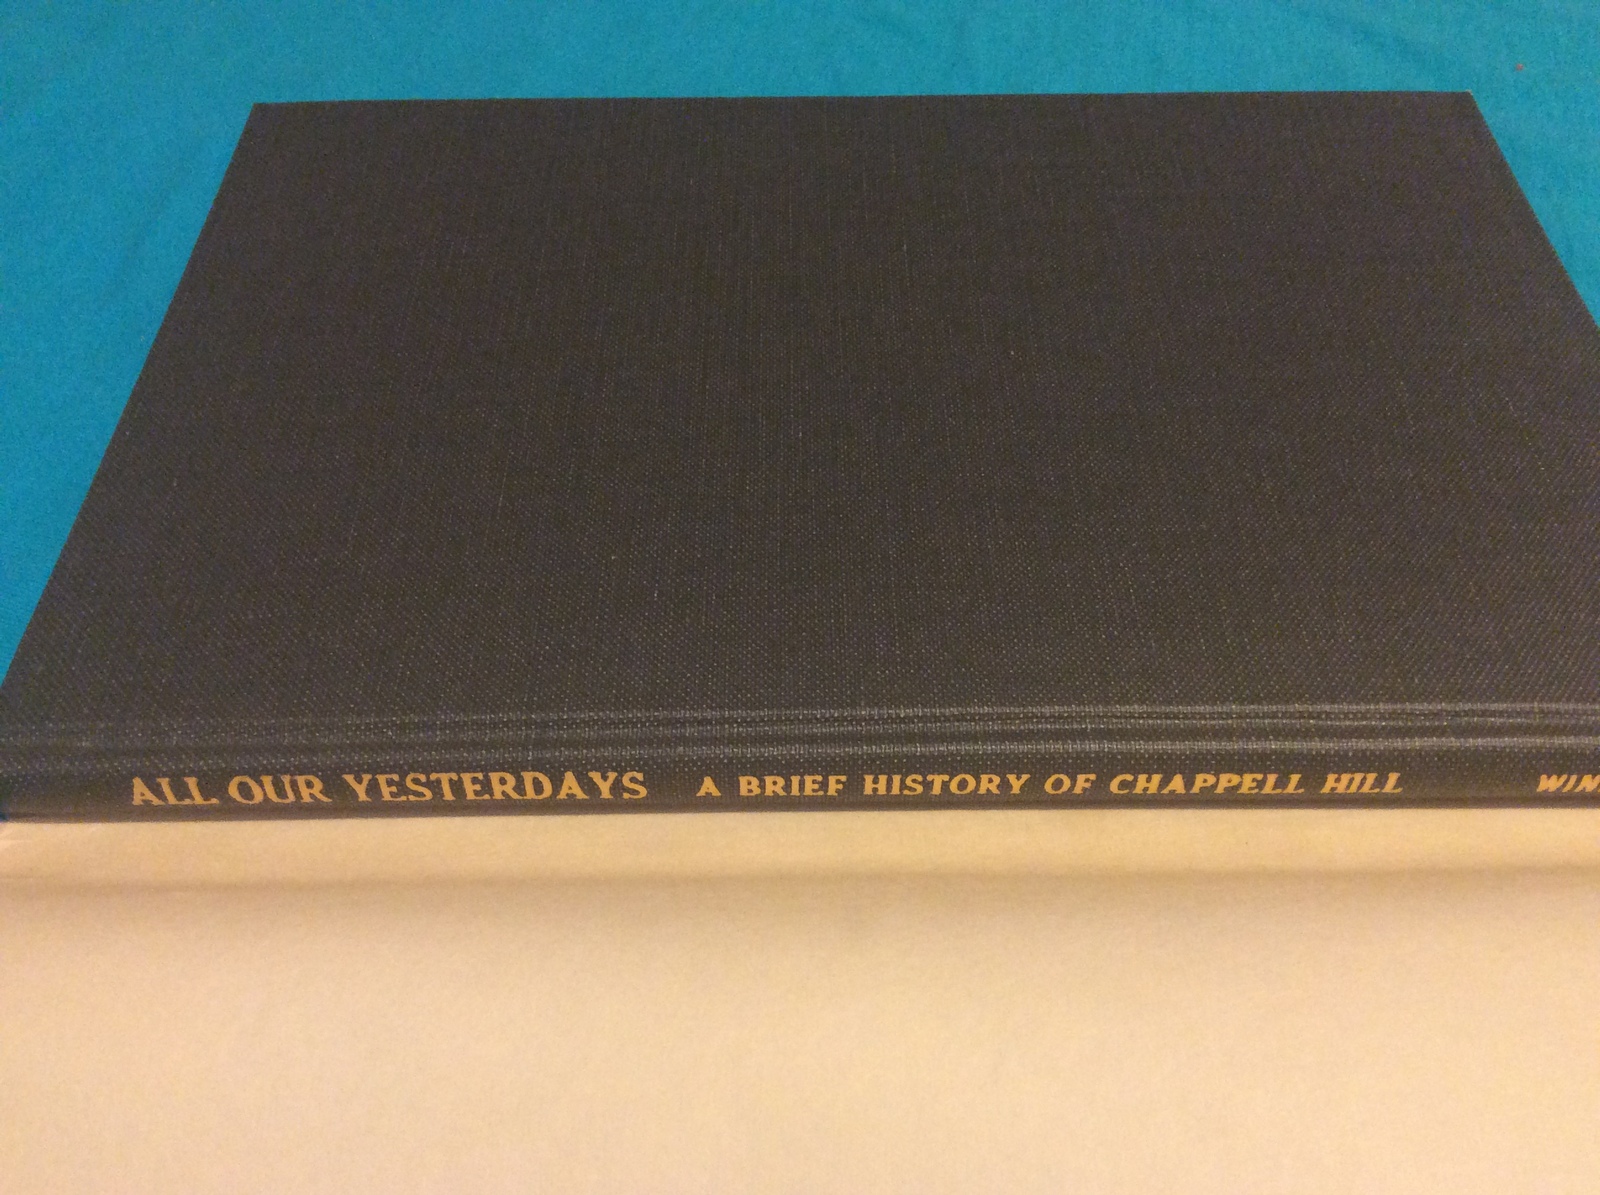 ALL OUR YESTERDAYS A BRIEF HISTORY OF CHAPPELL HILL